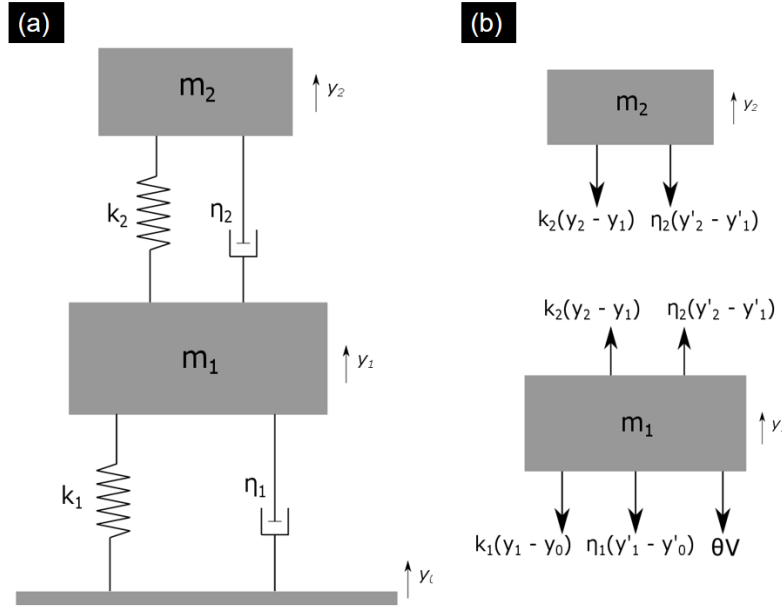 (a)
m₂
y₂
k₂
η₂
m₁
y₁
k₁
η₁
y₀
(b)
m₂
y₂
k₂(y₂ - y₁) η₂(y'₂ - y'₁)
k₂(y₂ - y₁) η₂(y'₂ - y'₁)
m₁
y
k₁(y₁ - y₀) η₁(y'₁ - y'₀) θV